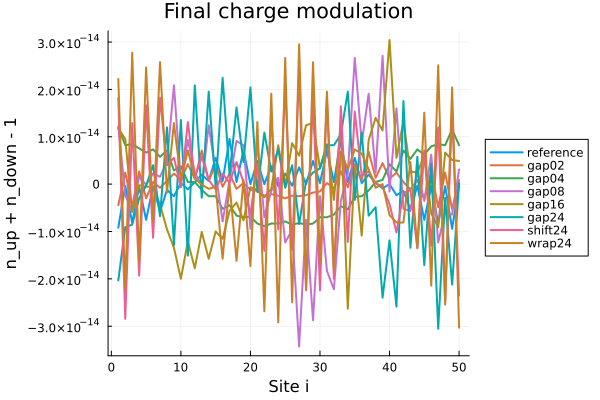 Final charge modulation
n_up + n_down - 1
3.0×10⁻¹⁴
2.0×10⁻¹⁴
1.0×10⁻¹⁴
0
−1.0×10⁻¹⁴
−2.0×10⁻¹⁴
−3.0×10⁻¹⁴
0 10 20 30 40 50
Site i
reference
gap02
gap04
gap08
gap16
gap24
shift24
wrap24